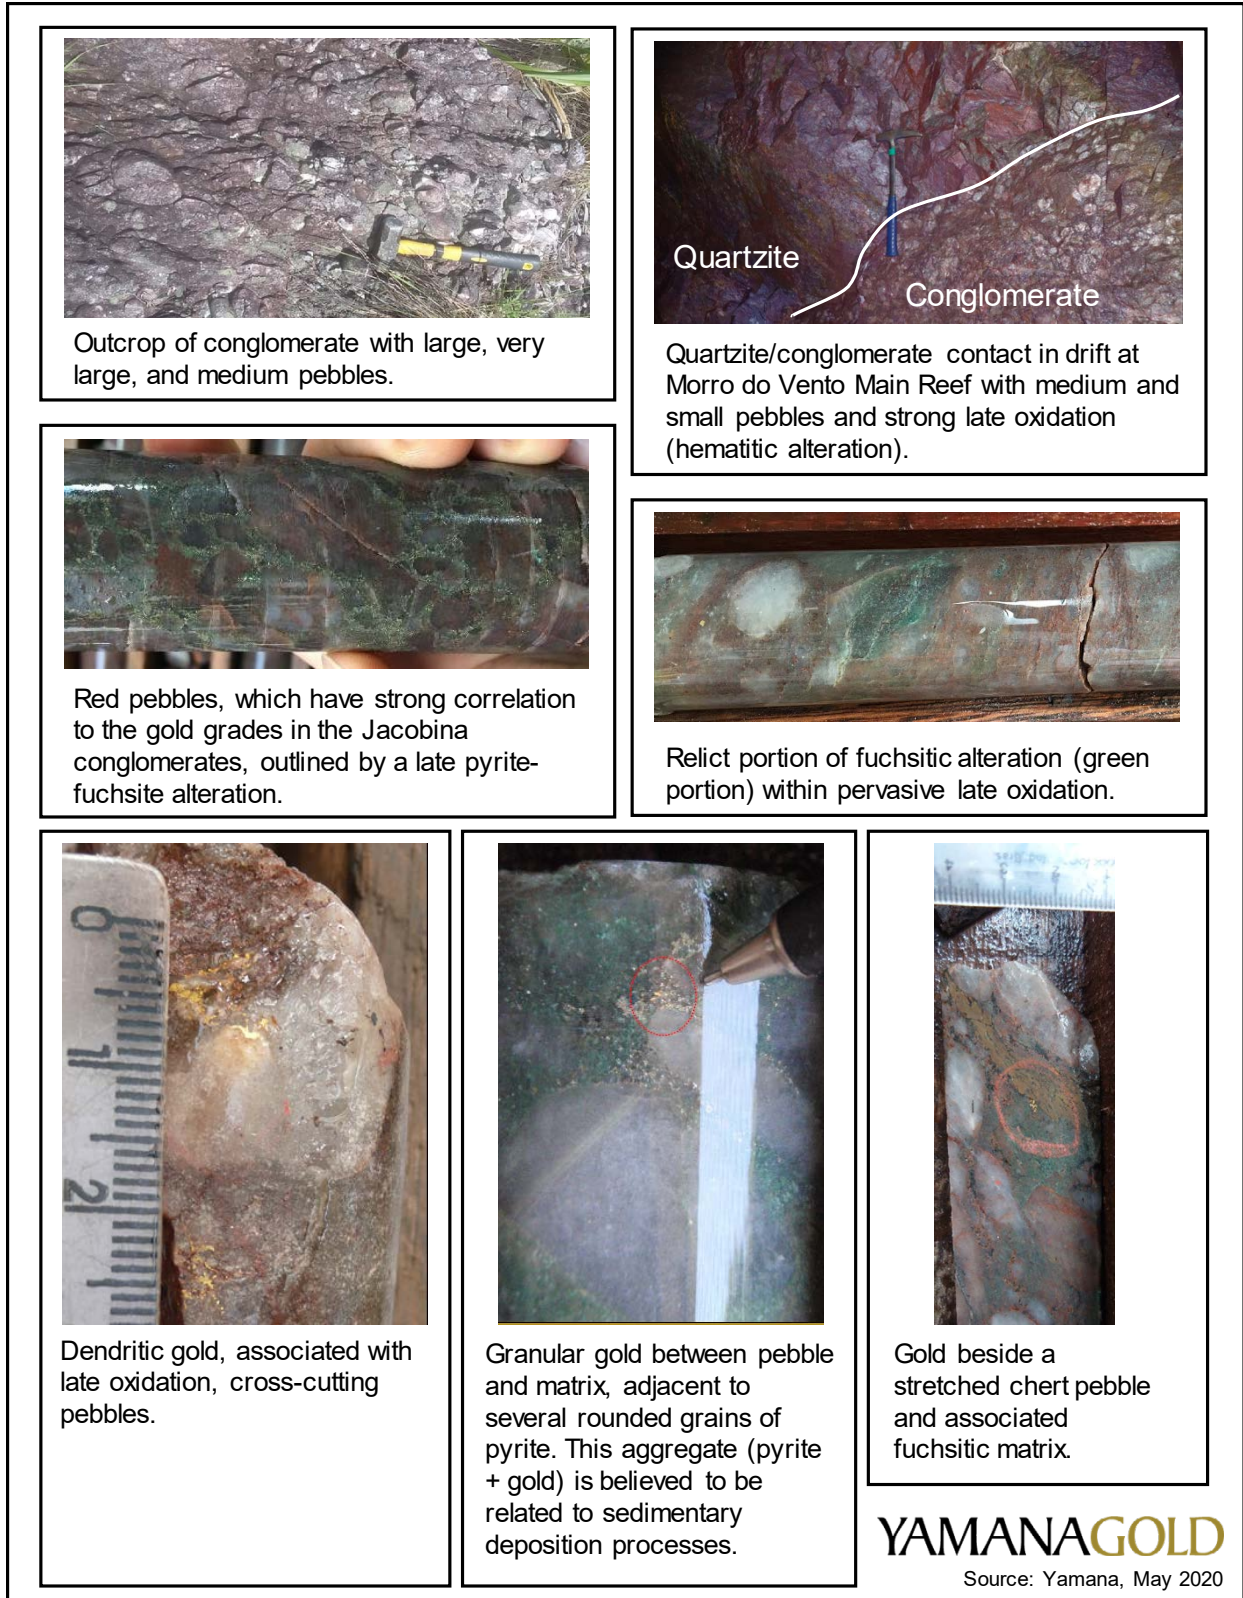 Outcrop of conglomerate with large, very
large, and medium pebbles.
Quartzite
Conglomerate
Quartzite/conglomerate contact in drift at
Morro do Vento Main Reef with medium and
small pebbles and strong late oxidation
(hematitic alteration).
Red pebbles, which have strong correlation
to the gold grades in the Jacobina
conglomerates, outlined by a late pyrite-
fuchsite alteration.
Relict portion of fuchsitic alteration (green
portion) within pervasive late oxidation.
0
1
2
Dendritic gold, associated with
late oxidation, cross-cutting
pebbles.
Granular gold between pebble
and matrix, adjacent to
several rounded grains of
pyrite. This aggregate (pyrite
+ gold) is believed to be
related to sedimentary
deposition processes.
Gold beside a
stretched chert pebble
and associated
fuchsitic matrix.
YAMANAGOLD
Source: Yamana, May 2020